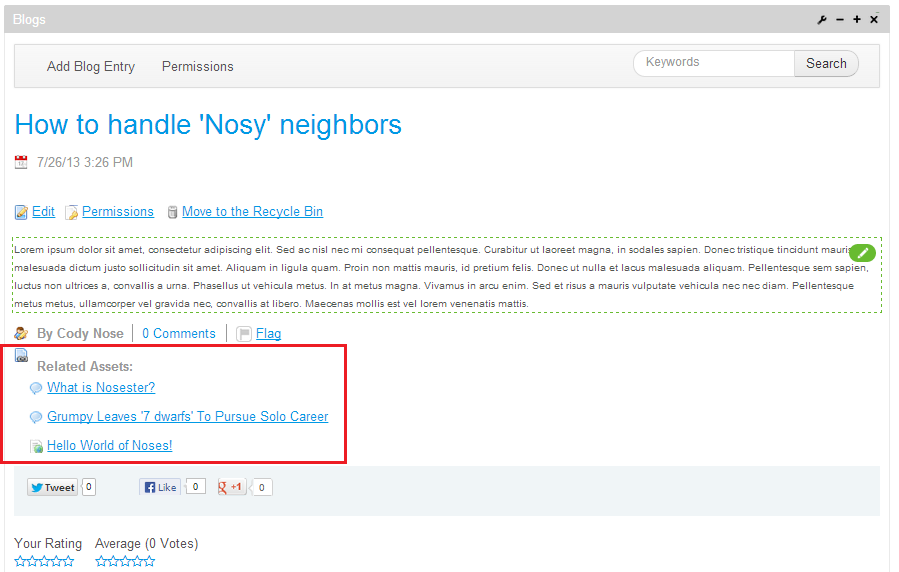 Blogs
Add Blog Entry Permissions Keywords Search
How to handle 'Nosy' neighbors
7/26/13 3:26 PM
Edit Permissions Move to the Recycle Bin
Lorem ipsum dolor sit amet, consectetur adipiscing elit. Sed ac nisl nec mi consequat pellentesque. Curabitur ut laoreet magna, in sodales sapien. Donec tristique tincidunt mauris
malesuada dictum justo sollicitudin sit amet. Aliquam in ligula quam. Proin non mattis mauris, id pretium felis. Donec ut nulla et lacus malesuada aliquam. Pellentesque sem sapien,
luctus non ultrices a, convallis a urna. Phasellus ut vehicula metus. In at metus magna. Vivamus in arcu enim. Sed et risus a mauris vulputate vehicula nec nec diam. Pellentesque
metus metus, ullamcorper vel gravida nec, convallis at libero. Maecenas mollis est vel lorem venenatis mattis.
By Cody Nose 0 Comments Flag
Related Assets:
What is Nosester?
Grumpy Leaves '7 dwarfs' To Pursue Solo Career
Hello World of Noses!
Tweet 0 Like 0 g +1 0
Your Rating Average (0 Votes)